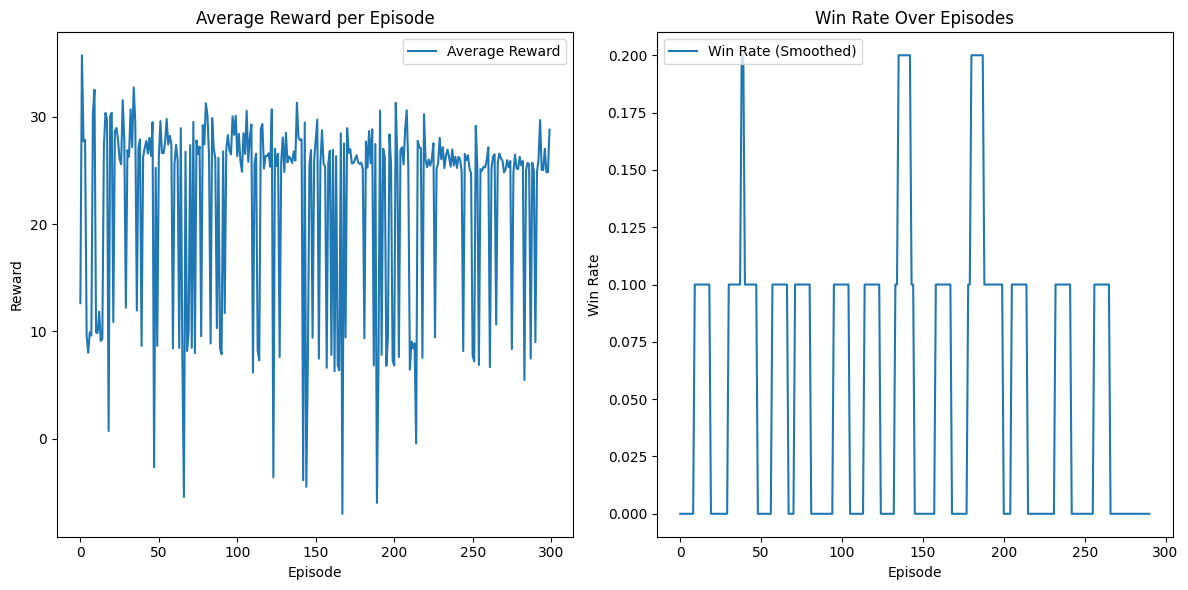 Average Reward per Episode
Average Reward
Reward
30
20
10
0
0 50 100 150 200 250 300
Episode
Win Rate Over Episodes
Win Rate (Smoothed)
Win Rate
0.200
0.175
0.150
0.125
0.100
0.075
0.050
0.025
0.000
0 50 100 150 200 250 300
Episode